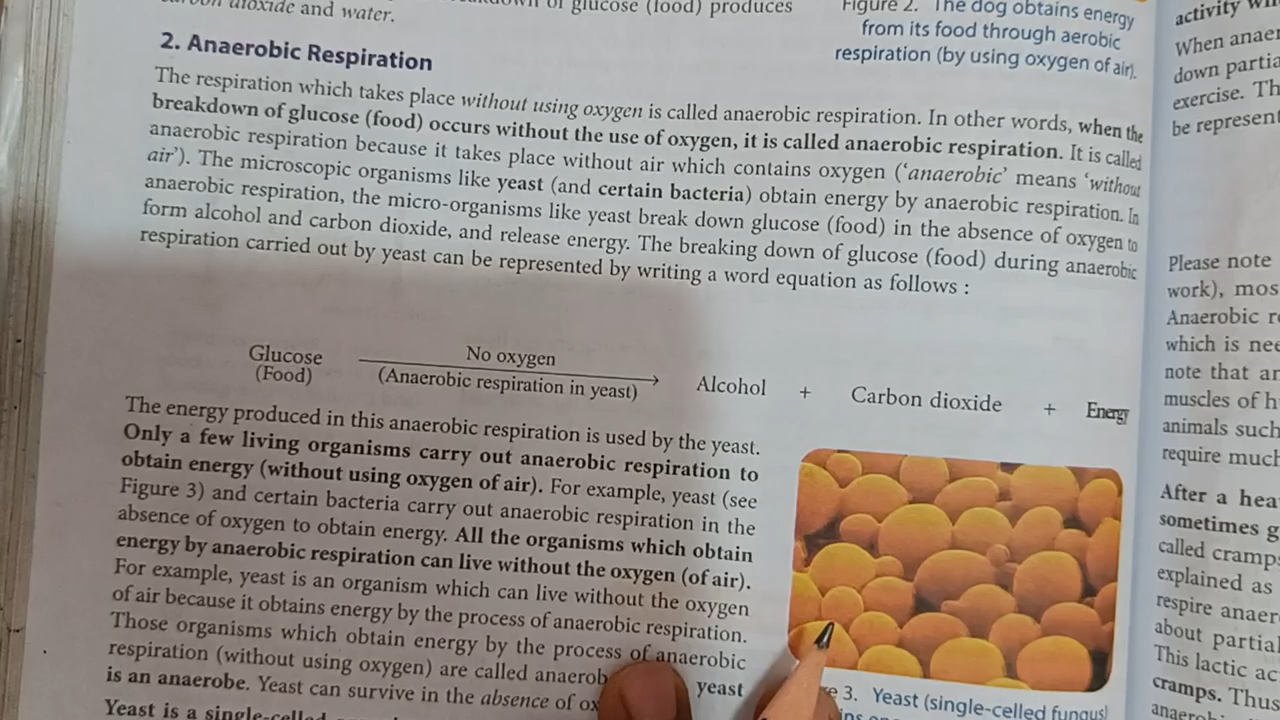 carbon dioxide and water.
of glucose (food) produces
Figure 2. The dog obtains energy
from its food through aerobic
respiration (by using oxygen of air).
2. Anaerobic Respiration
The respiration which takes place without using oxygen is called anaerobic respiration. In other words, when the
breakdown of glucose (food) occurs without the use of oxygen, it is called anaerobic respiration. It is called
anaerobic respiration because it takes place without air which contains oxygen ('anaerobic' means 'without
air'). The microscopic organisms like yeast (and certain bacteria) obtain energy by anaerobic respiration. In
anaerobic respiration, the micro-organisms like yeast break down glucose (food) in the absence of oxygen to
form alcohol and carbon dioxide, and release energy. The breaking down of glucose (food) during anaerobic
respiration carried out by yeast can be represented by writing a word equation as follows :
Glucose No oxygen
(Food) (Anaerobic respiration in yeast) Alcohol + Carbon dioxide + Energy
The energy produced in this anaerobic respiration is used by the yeast.
Only a few living organisms carry out anaerobic respiration to
obtain energy (without using oxygen of air). For example, yeast (see
Figure 3) and certain bacteria carry out anaerobic respiration in the
absence of oxygen to obtain energy. All the organisms which obtain
energy by anaerobic respiration can live without the oxygen (of air).
For example, yeast is an organism which can live without the oxygen
of air because it obtains energy by the process of anaerobic respiration.
Those organisms which obtain energy by the process of anaerobic
respiration (without using oxygen) are called yeast
is an anaerobe. Yeast can survive in the absence of
Yeast is a single-celled
3. Yeast (single-celled fungus)
activity
When
down
exercise.
be
Please note
work),
Anaerobic
which is
note that
muscles of
animals such
require
After a
sometimes
called
explained as
respire
about
This lactic
cramps. Thus